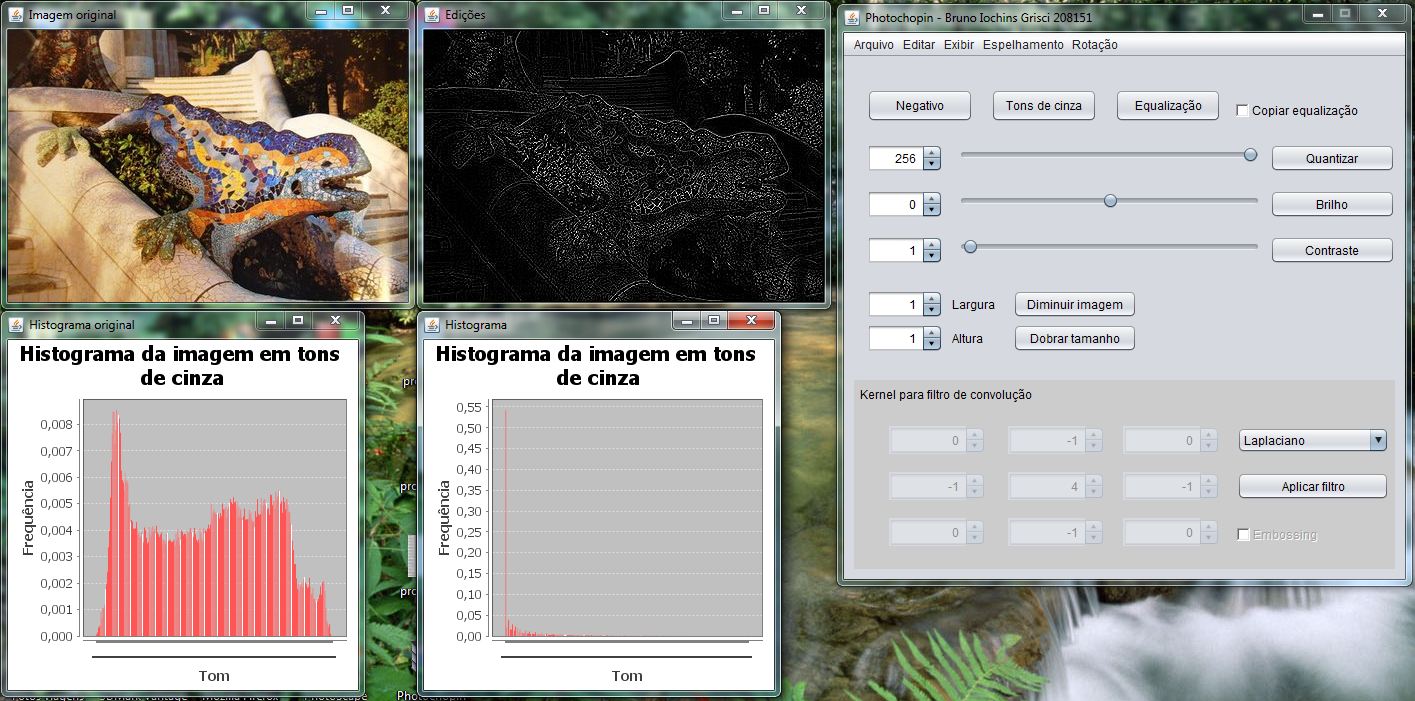 Imagem original
Edições
Photochopin - Bruno Iochins Grisci 208151
Arquivo Editar Exibir Espelhamento Rotação
Negativo
Tons de cinza
Equalização
Copiar equalização
256
Quantizar
0
Brilho
1
Contraste
1
Largura
Diminuir imagem
1
Altura
Dobrar tamanho
Kernel para filtro de convolução
0
-1
0
Laplaciano
-1
4
-1
Aplicar filtro
0
-1
0
Embossing
Histograma original
Histograma da imagem em tons
de cinza
0,008
0,007
0,006
0,005
0,004
0,003
0,002
0,001
0,000
Frequência
Tom
Histograma
Histograma da imagem em tons
de cinza
0,55
0,50
0,45
0,40
0,35
0,30
0,25
0,20
0,15
0,10
0,05
0,00
Frequência
Tom